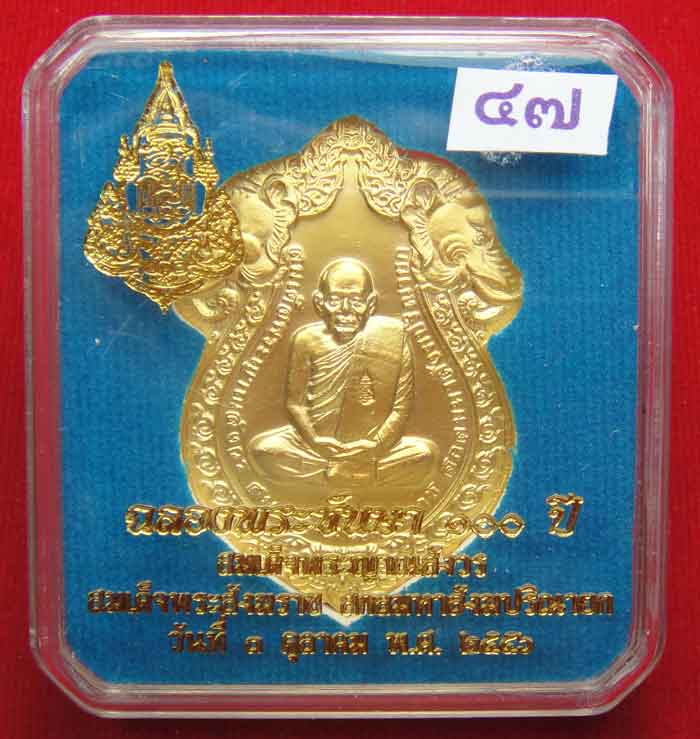 ๔๗
ฉลองพระชันษา ๑๐๐ ปี
สมเด็จพระญาณสังวร
สมเด็จพระสังฆราช สกลมหาสังฆปริณายก
วันที่ ๓ ตุลาคม พ.ศ. ๒๕๕๖